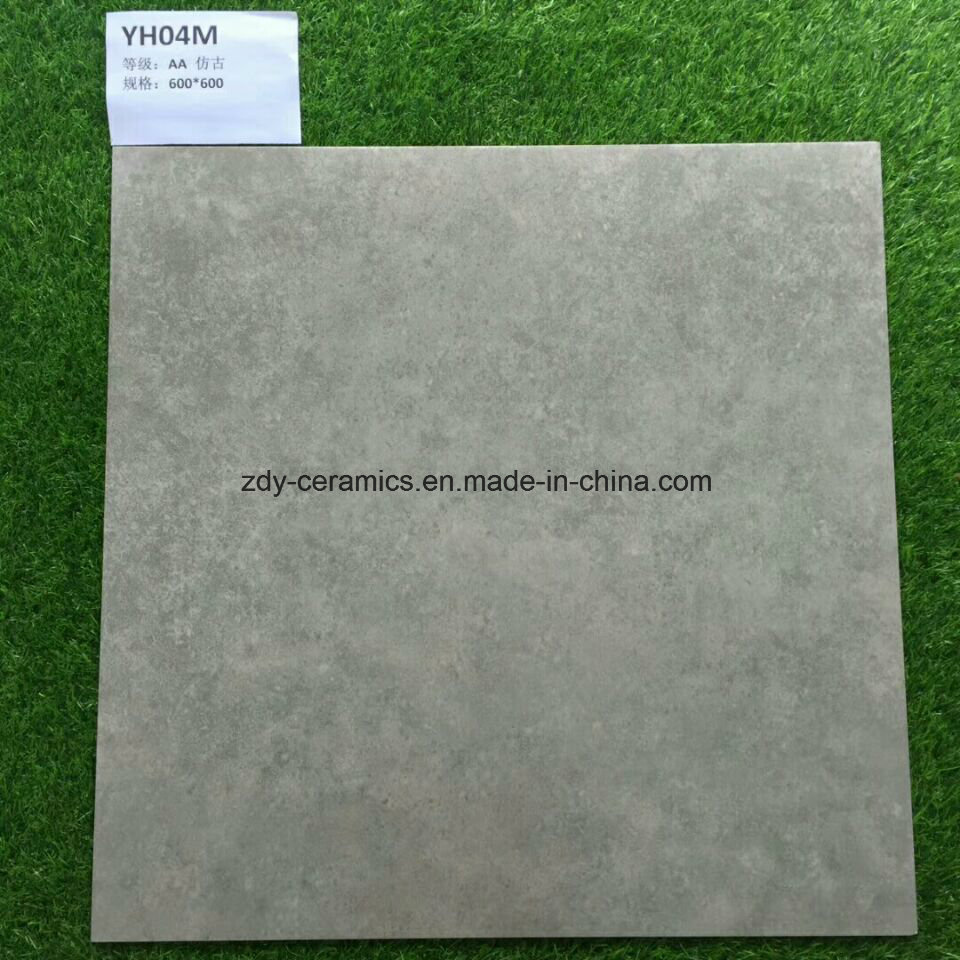 YH04M
等级：AA 仿古
规格：600*600
zdy-ceramics.en.made-in-china.com